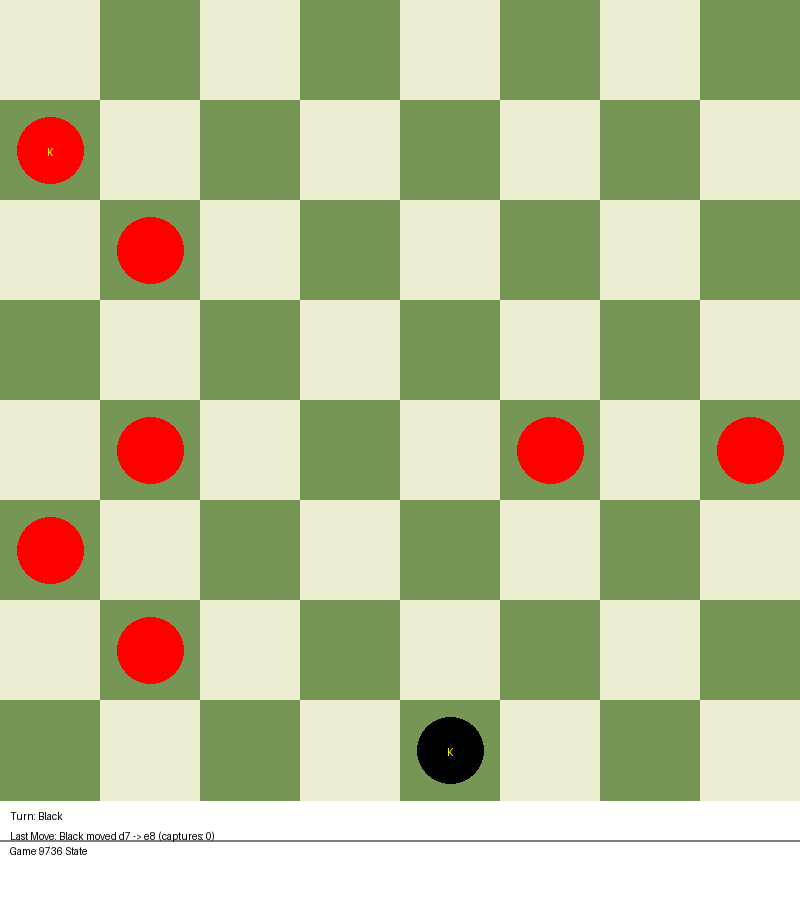 K
K
Turn: Black
Last Move: Black moved d7 -> e8 (captures: 0)
Game 9736 State